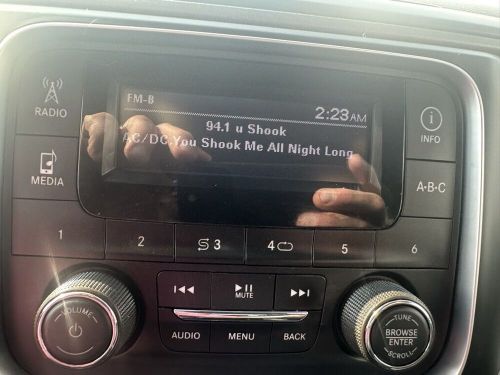 FM-B
2:23AM
94.1 u Shook
AC/DC,You Shook Me All Night Long
RADIO
MEDIA
i
INFO
A-B-C
1 2 3 4 5 6
VOLUME
MUTE
AUDIO MENU BACK
TUNE
BROWSE
ENTER
SCROLL